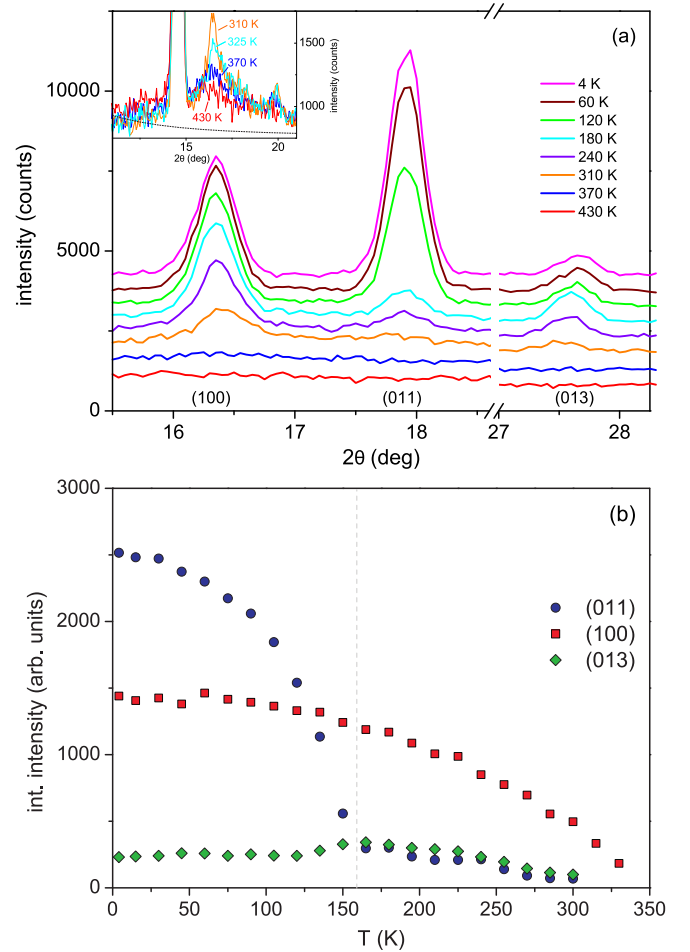 310 K
325 K
370 K
430 K
1500
1000
intensity (counts)
15
20
2θ (deg)
(a)
10000
5000
0
intensity (counts)
4 K
60 K
120 K
180 K
240 K
310 K
370 K
430 K
(100)
(011)
(013)
16
17
18
27
28
2θ (deg)
(b)
3000
2000
1000
0
int. intensity (arb. units)
(011)
(100)
(013)
0
50
100
150
200
250
300
350
T (K)